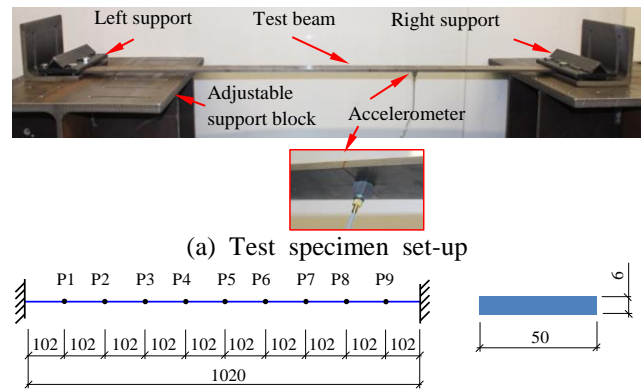 Left support
Test beam
Right support
Adjustable
support block
Accelerometer
(a) Test specimen set-up
P1 P2 P3 P4 P5 P6 P7 P8 P9
6
102 102 102 102 102 102 102 102 102 102
50
1020